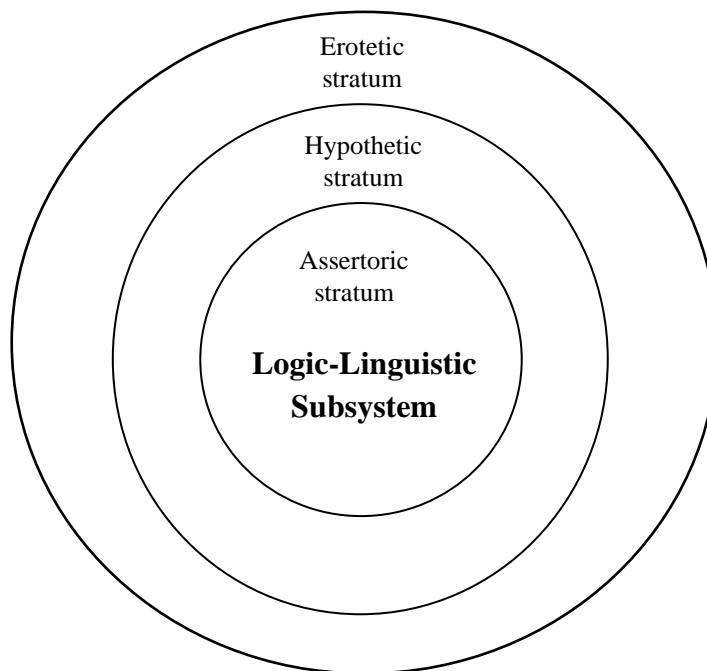 Erotetic
stratum
Hypothetic
stratum
Assertoric
stratum
Logic-Linguistic
Subsystem